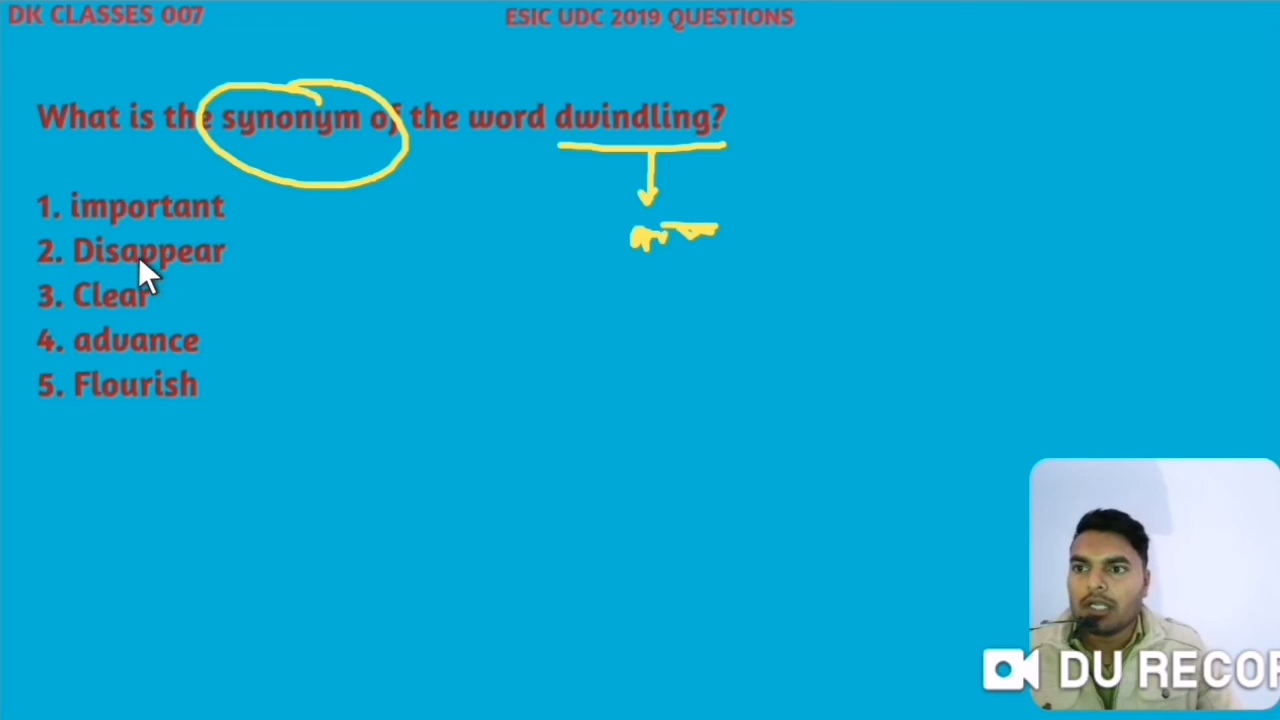 DK CLASSES 007
ESIC UDC 2019 QUESTIONS
What is the synonym of the word dwindling?
1. important
2. Disappear
3. Clear
4. advance
5. Flourish
DU RECOR